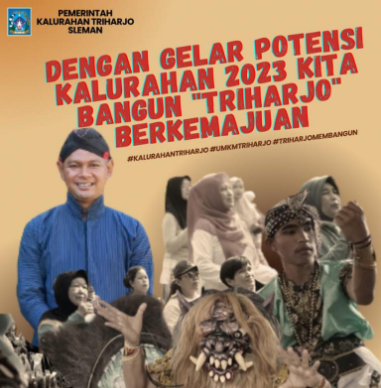 PEMERINTAH
KALURAHAN TRIHARJO
SLEMAN
DENGAN GELAR POTENSI
KALURAHAN 2023 KITA
BANGUN "TRIHARJO"
BERKEMAJUAN
#KALURAHANTRIHARJO #UMKMTRIHARJO #TRIHARJOMEMBANGUN